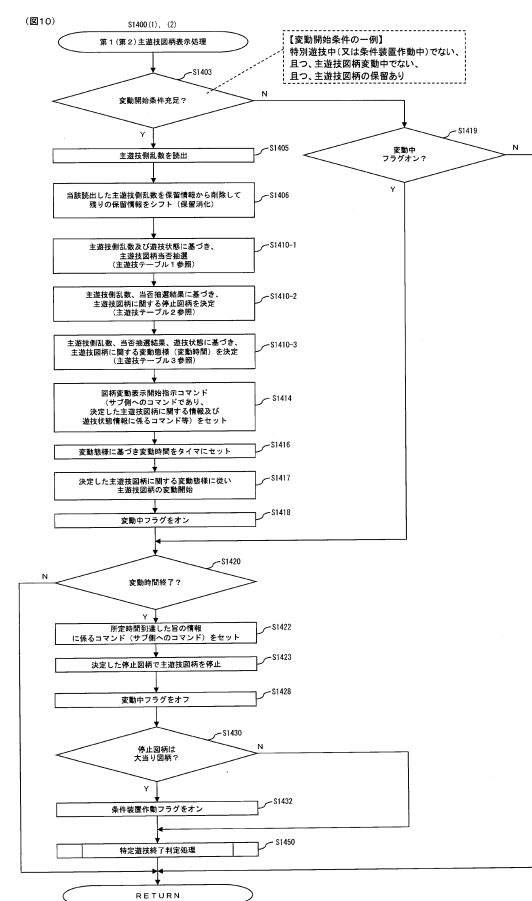 (図10)
S1400(1)、(2)
第1(第2)主遊技図柄表示処理
【変動開始条件の一例】
特別遊技中(又は条件装置作動中)でない、
且つ、主遊技図柄変動中でない、
且つ、主遊技図柄の保留あり
S1403
変動開始条件充足?
N
Y
S1419
変動中
フラグオン?
N
Y
S1405
主遊技側乱数を読出
S1406
当該読出した主遊技側乱数を保留情報から削除して
残りの保留情報をシフト(保留消化)
S1410-1
主遊技側乱数及び遊技状態に基づき、
主遊技図柄当否抽選
(主遊技テーブル1参照)
S1410-2
主遊技側乱数、当否抽選結果に基づき、
主遊技図柄に関する停止図柄を決定
(主遊技テーブル2参照)
S1410-3
主遊技側乱数、当否抽選結果、遊技状態に基づき、
主遊技図柄に関する変動態様(変動時間)を決定
(主遊技テーブル3参照)
S1414
図柄変動表示開始指示コマンド
(サブ側へのコマンドであり、
決定した主遊技図柄に関する情報及び
遊技状態情報に係るコマンド等)をセット
S1416
変動態様に基づき変動時間をタイマにセット
S1417
決定した主遊技図柄に関する変動態様に従い
主遊技図柄の変動開始
S1418
変動中フラグをオン
S1420
変動時間終了?
N
Y
S1422
所定時間到達した旨の情報
に係るコマンド(サブ側へのコマンド)をセット
S1423
決定した停止図柄で主遊技図柄を停止
S1428
変動中フラグをオフ
S1430
停止図柄は
大当り図柄?
N
Y
S1432
条件装置作動フラグをオン
S1450
特定遊技終了判定処理
RETURN